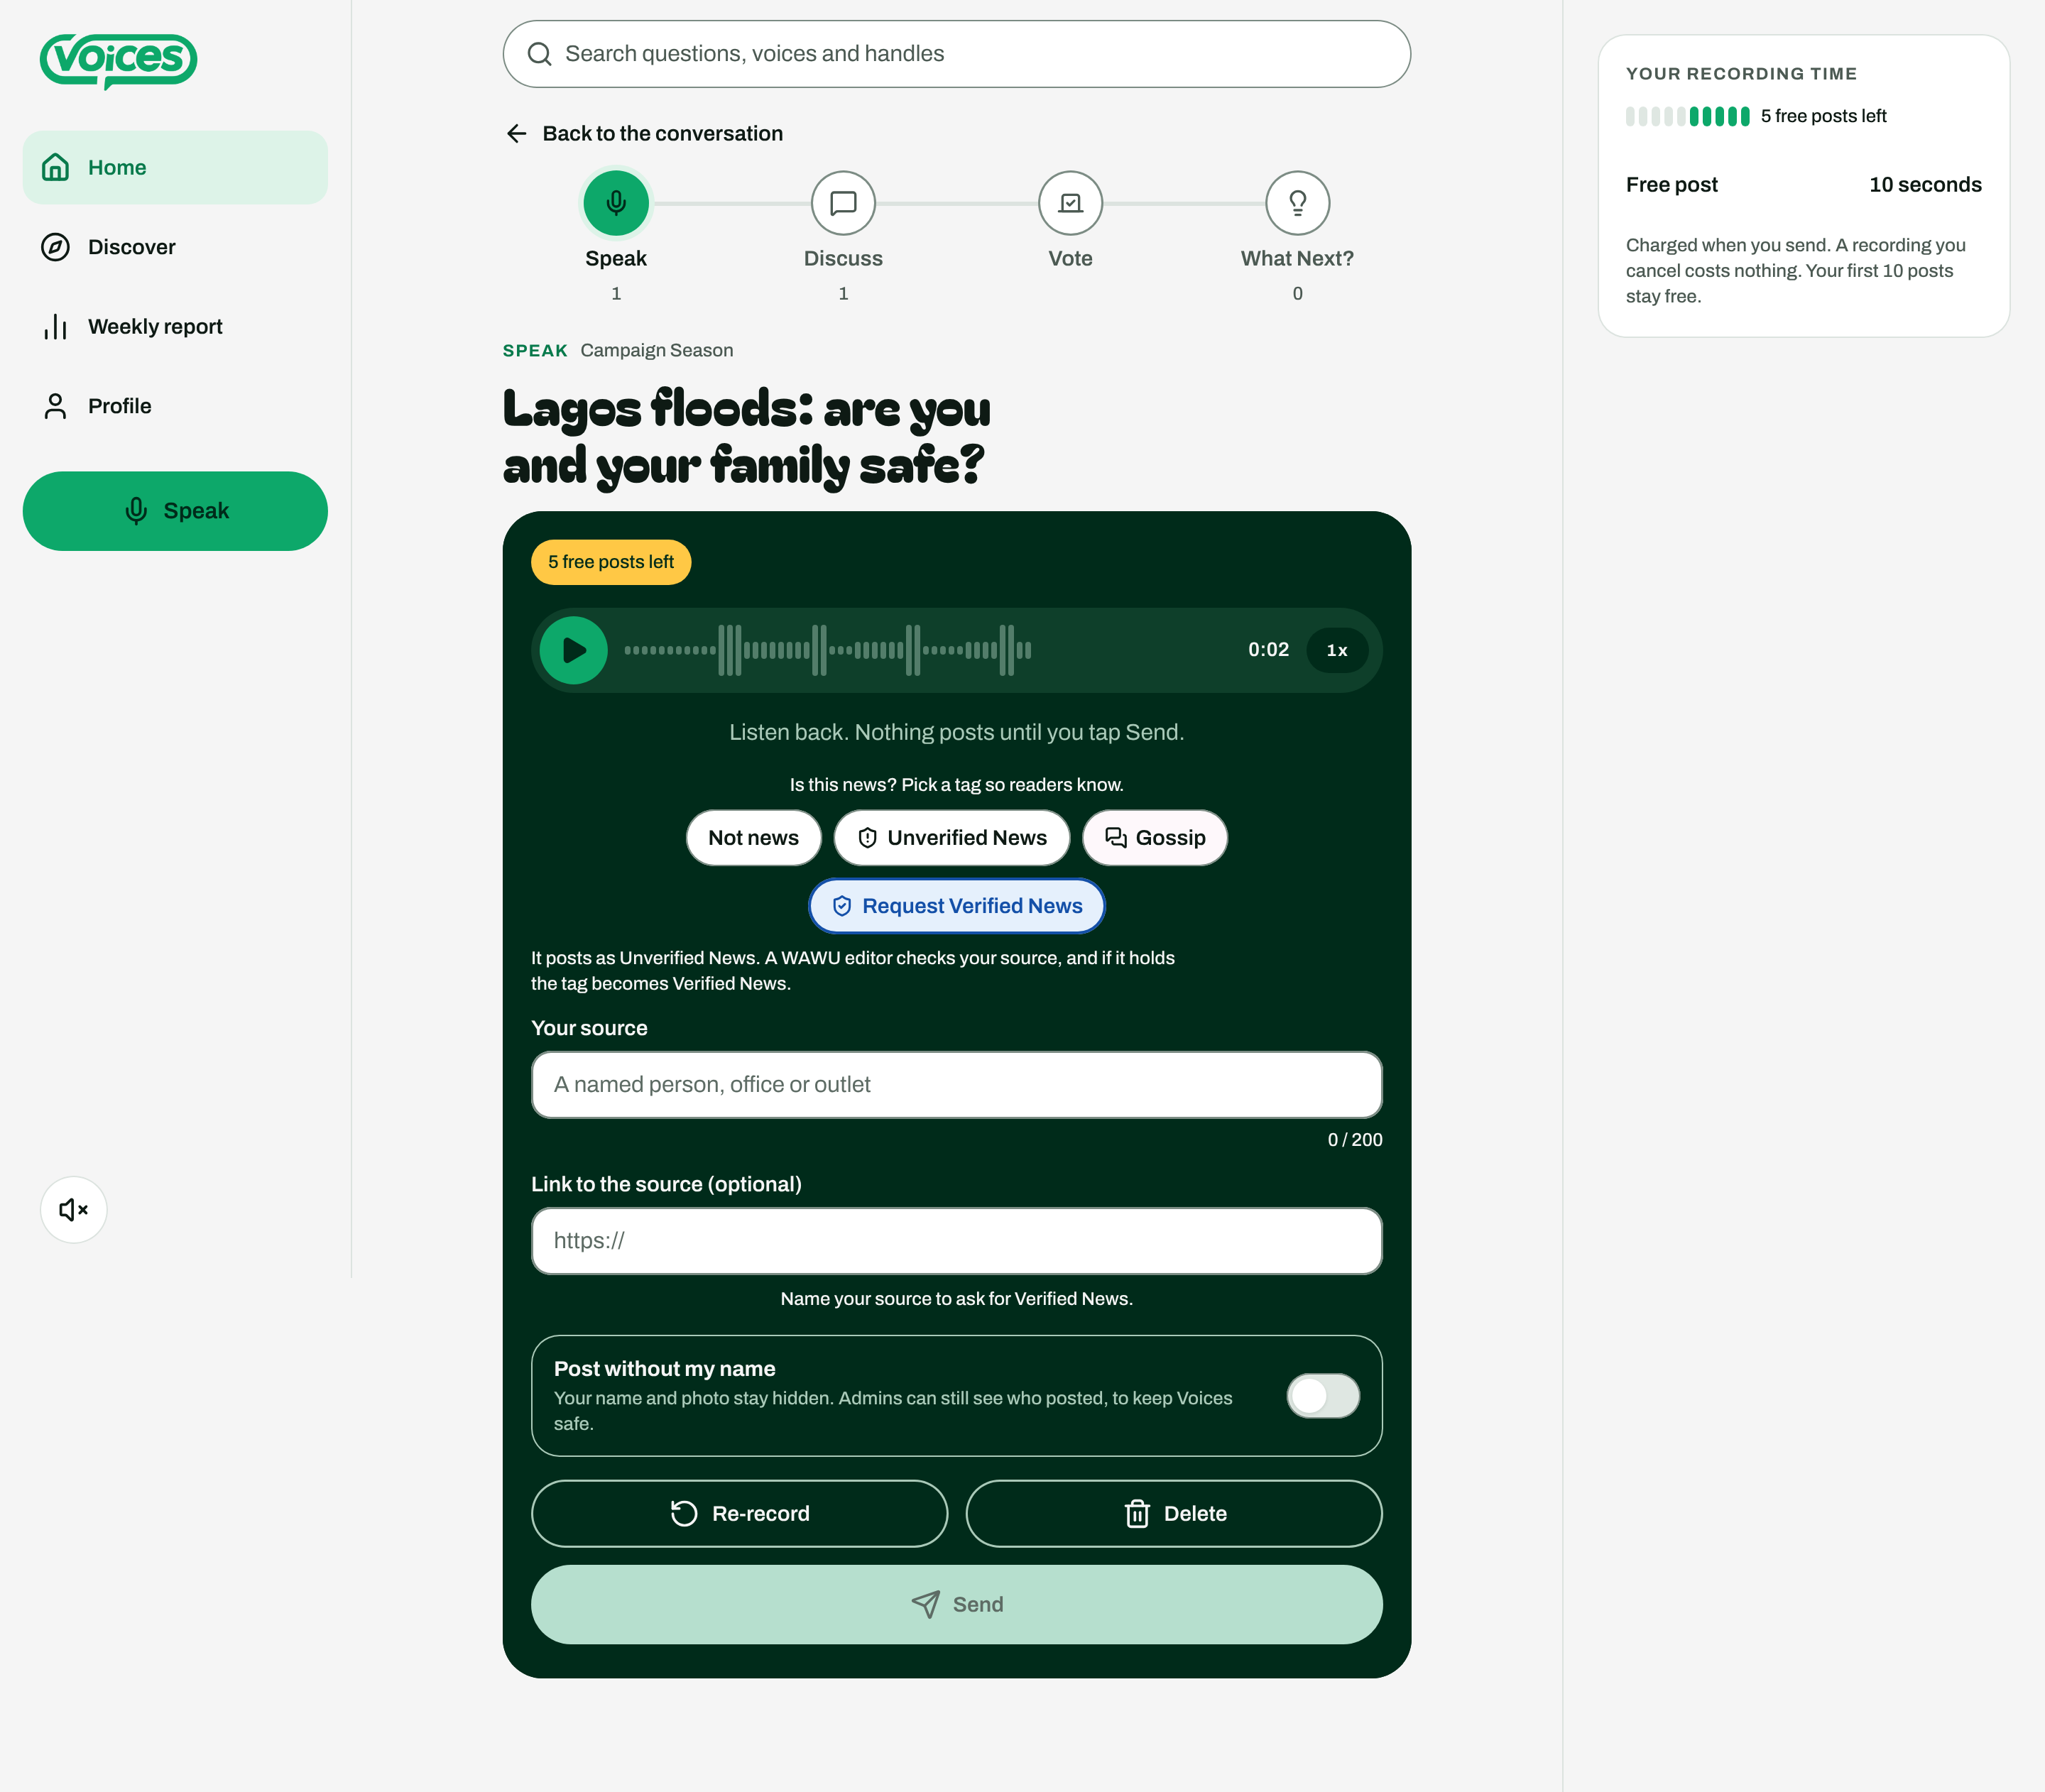 voices
Home
Discover
Weekly report
Profile
Speak
Search questions, voices and handles
Back to the conversation
Speak
Discuss
Vote
What Next?
1
1
0
SPEAK Campaign Season
Lagos floods: are you
and your family safe?
5 free posts left
0:02
1x
Listen back. Nothing posts until you tap Send.
Is this news? Pick a tag so readers know.
Not news
Unverified News
Gossip
Request Verified News
It posts as Unverified News. A WAWU editor checks your source, and if it holds
the tag becomes Verified News.
Your source
A named person, office or outlet
0 / 200
Link to the source (optional)
https://
Name your source to ask for Verified News.
Post without my name
Your name and photo stay hidden. Admins can still see who posted, to keep Voices
safe.
Re-record
Delete
Send
YOUR RECORDING TIME
5 free posts left
Free post
10 seconds
Charged when you send. A recording you
cancel costs nothing. Your first 10 posts
stay free.